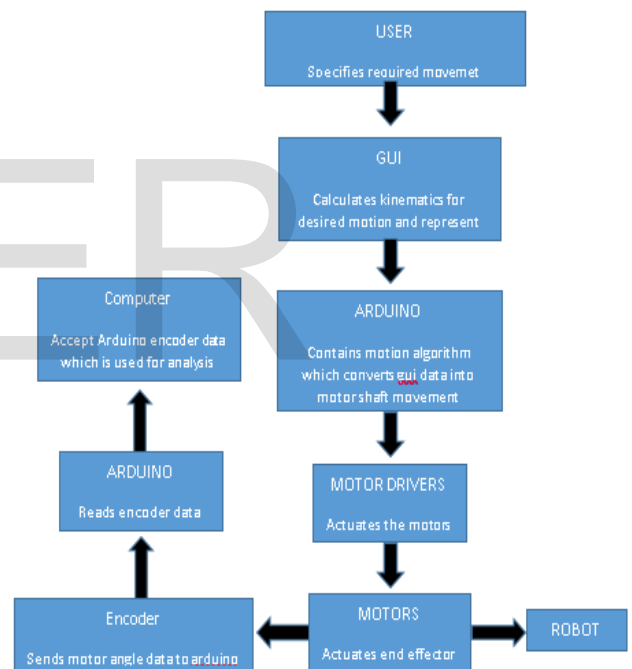 USER
Specifies required movemet
GUI
Calculates kinematics for
desired motion and represent
ARDUINO
Contains motion algorithm
which converts gui data into
motor shaft movement
MOTOR DRIVERS
Actuates the motors
MOTORS
Actuates end effector
ROBOT
Encoder
Sends motor angle data to arduino
ARDUINO
Reads encoder data
Computer
Accept Arduino encoder data
which is used for analysis
ER